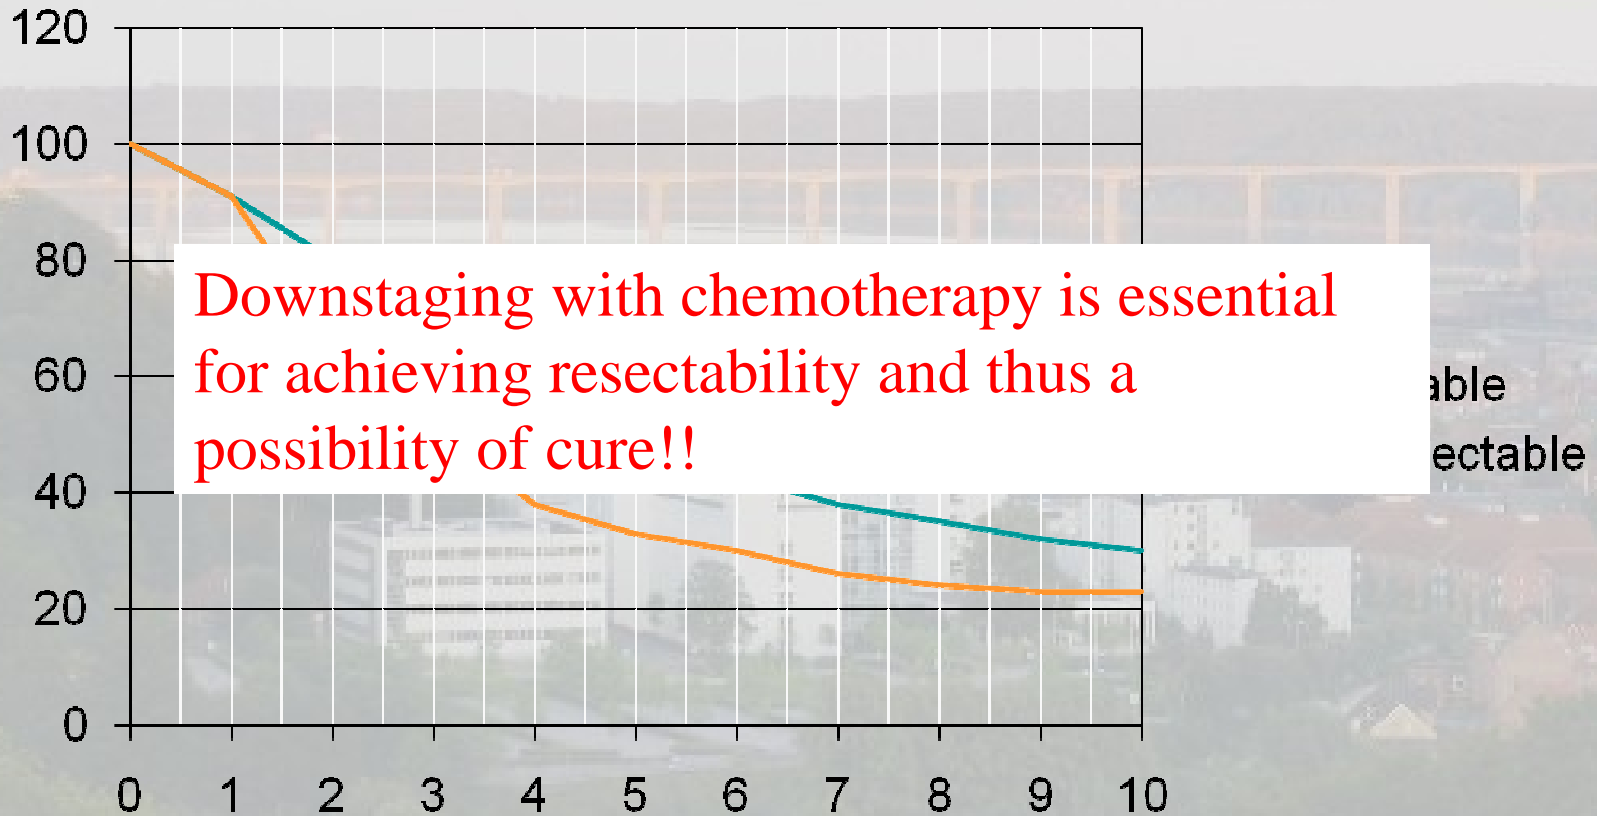 120
100
80
60
40
20
0
Downstaging with chemotherapy is essential
for achieving resectability and thus a
possibility of cure!!
able
ectable
0 1 2 3 4 5 6 7 8 9 10